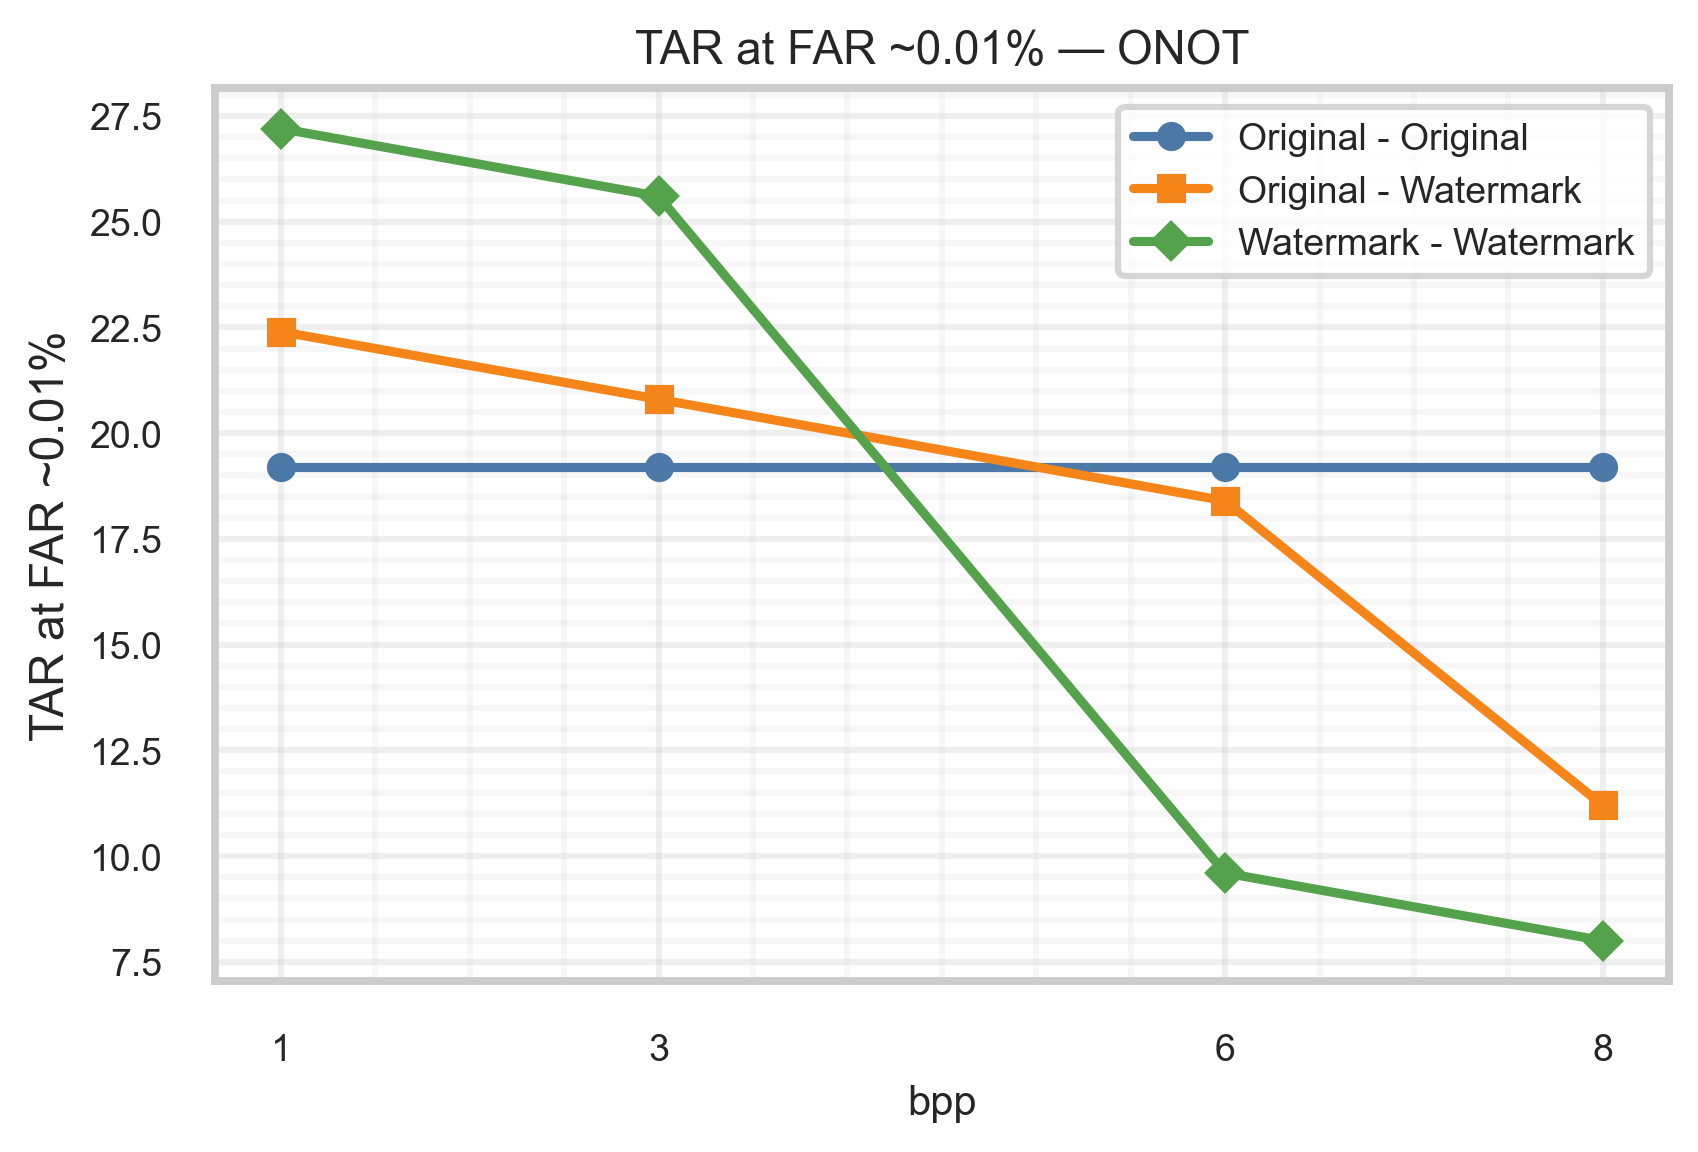 TAR at FAR ~0.01% — ONOT
27.5
25.0
22.5
20.0
17.5
15.0
12.5
10.0
7.5
TAR at FAR ~0.01%
Original - Original
Original - Watermark
Watermark - Watermark
1 3 6 8
bpp